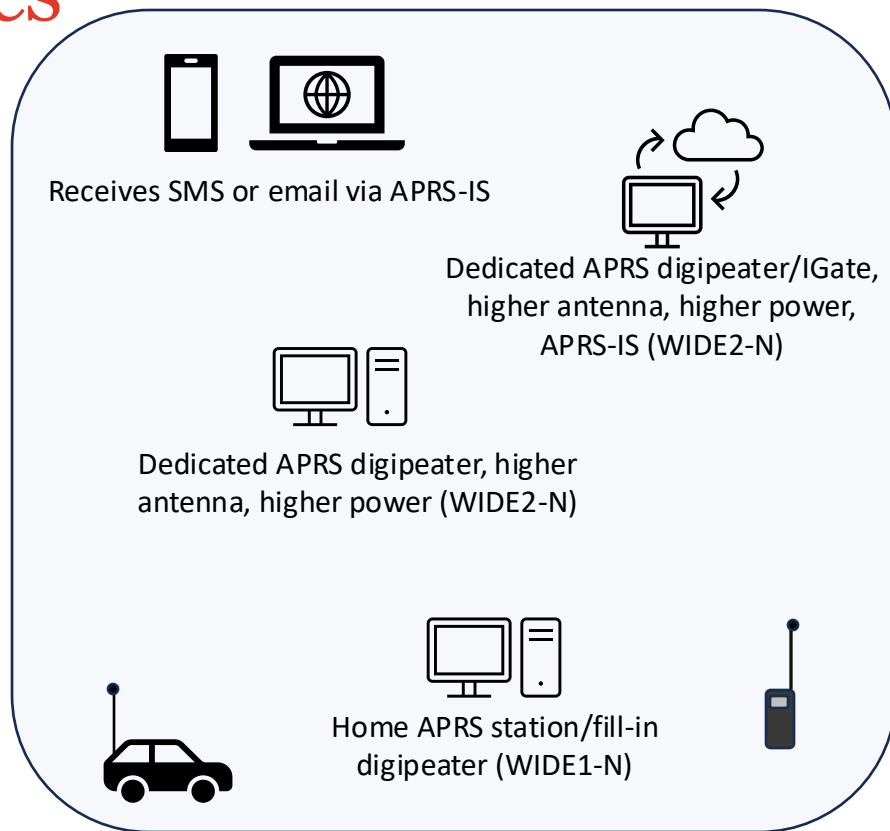 Receives SMS or email via APRS-IS
Dedicated APRS digipeater/IGate,
higher antenna, higher power,
APRS-IS (WIDE2-N)
Dedicated APRS digipeater, higher
antenna, higher power (WIDE2-N)
Home APRS station/fill-in
digipeater (WIDE1-N)